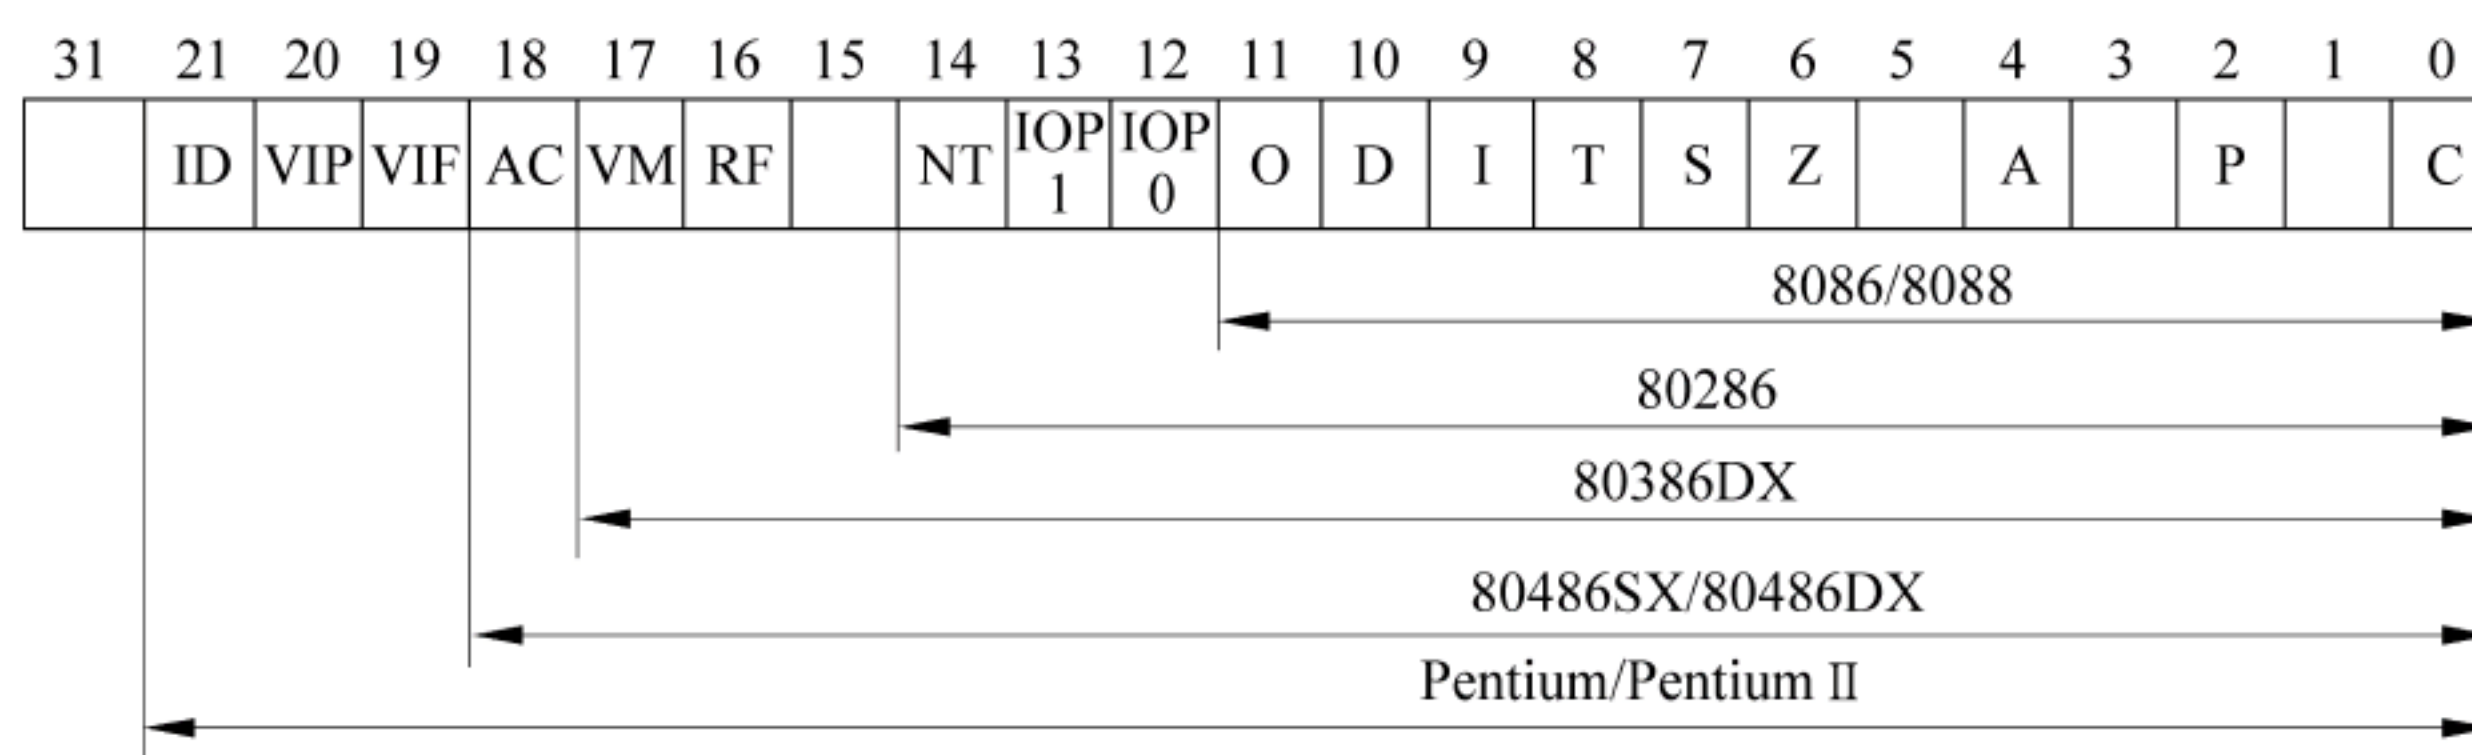 31 21 20 19 18 17 16 15 14 13 12 11 10 9 8 7 6 5 4 3 2 1 0
ID VIP VIF AC VM RF NT IOP 1 IOP 0 O D I T S Z A P C
8086/8088
80286
80386DX
80486SX/80486DX
Pentium/Pentium II